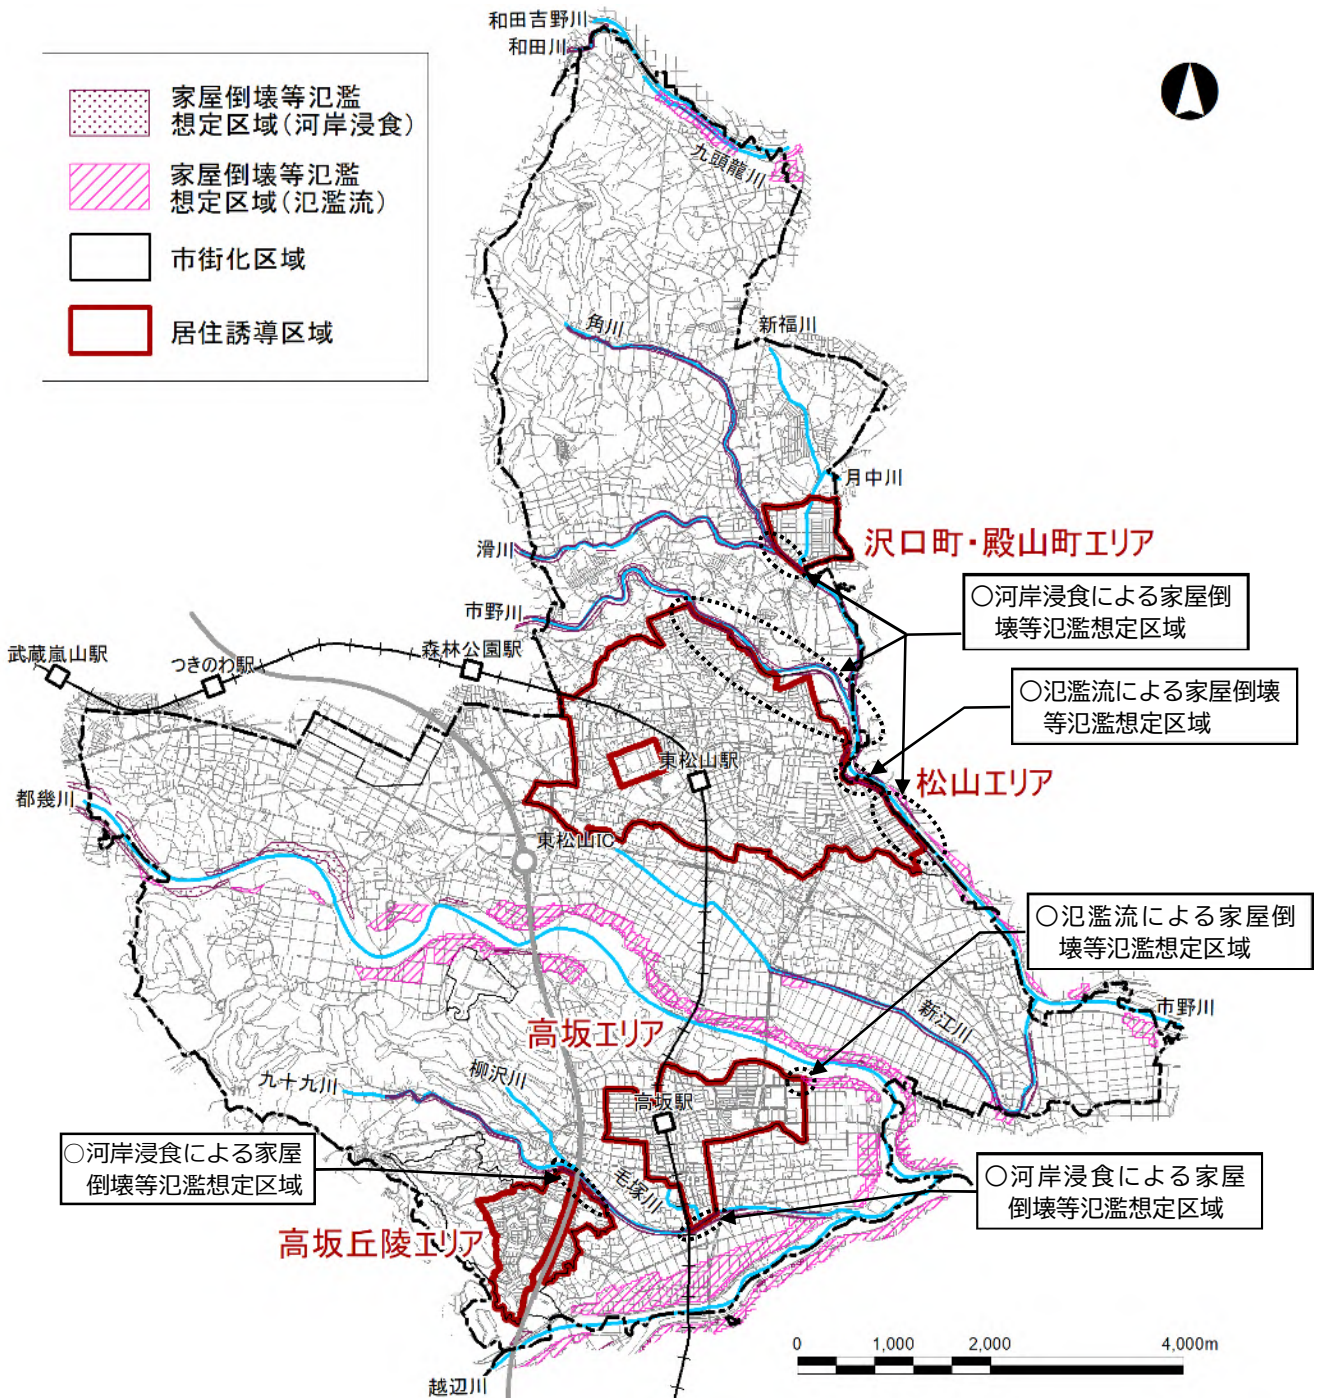 和田吉野川
和田川
家屋倒壊等氾濫
想定区域(河岸浸食)
家屋倒壊等氾濫
想定区域(氾濫流)
市街化区域
居住誘導区域
九頭龍川
角川
新福川
月中川
沢口町・殿山町エリア
滑川
市野川
○河岸浸食による家屋倒
壊等氾濫想定区域
武蔵嵐山駅
つきのわ駅
森林公園駅
○氾濫流による家屋倒壊
等氾濫想定区域
東松山駅
松山エリア
都幾川
東松山IC
○氾濫流による家屋倒
壊等氾濫想定区域
新江川
市野川
高坂エリア
九十九川
柳沢川
高坂駅
○河岸浸食による家屋
倒壊等氾濫想定区域
毛塚川
○河岸浸食による家屋
倒壊等氾濫想定区域
高坂丘陵エリア
越辺川
0 1,000 2,000 4,000m